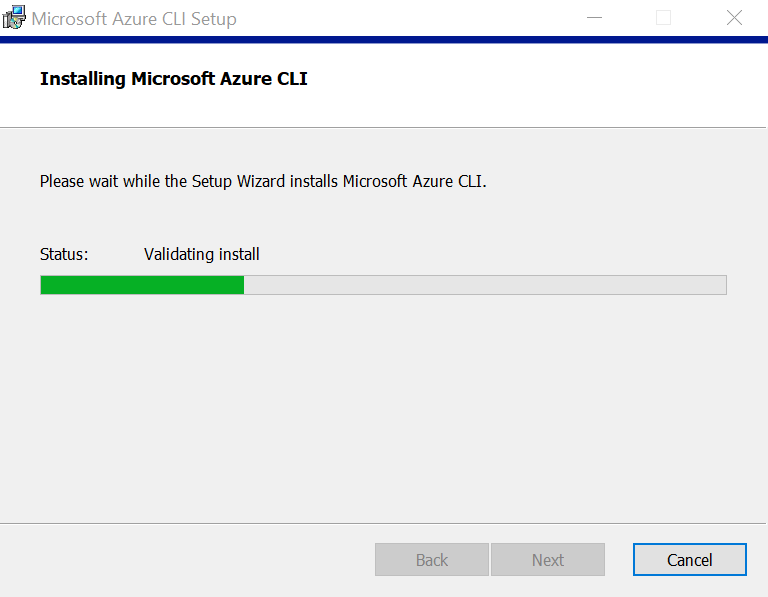 Microsoft Azure CLI Setup
Installing Microsoft Azure CLI
Please wait while the Setup Wizard installs Microsoft Azure CLI.
Status: Validating install
Back Next Cancel